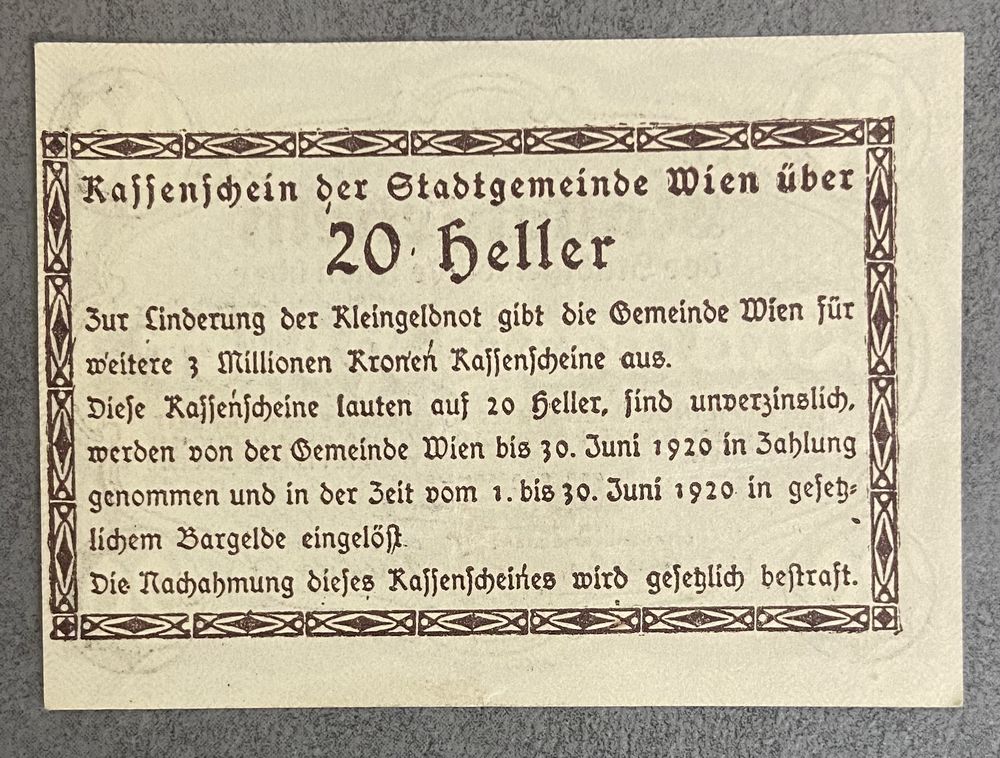 Kassenschein der Stadtgemeinde Wien über
20 Heller
Zur Linderung der Kleingeldnot gibt die Gemeinde Wien für
weitere 3 Millionen Kronen Kassenscheine aus.
Diese Kassenscheine lauten auf 20 Heller, sind unverzinslich,
werden von der Gemeinde Wien bis 30. Juni 1920 in Zahlung
genommen und in der Zeit vom 1. bis 30. Juni 1920 in gesetz-
lichem Bargelde eingelöst.
Die Nachahmung dieses Kassenscheines wird gesetzlich bestraft.